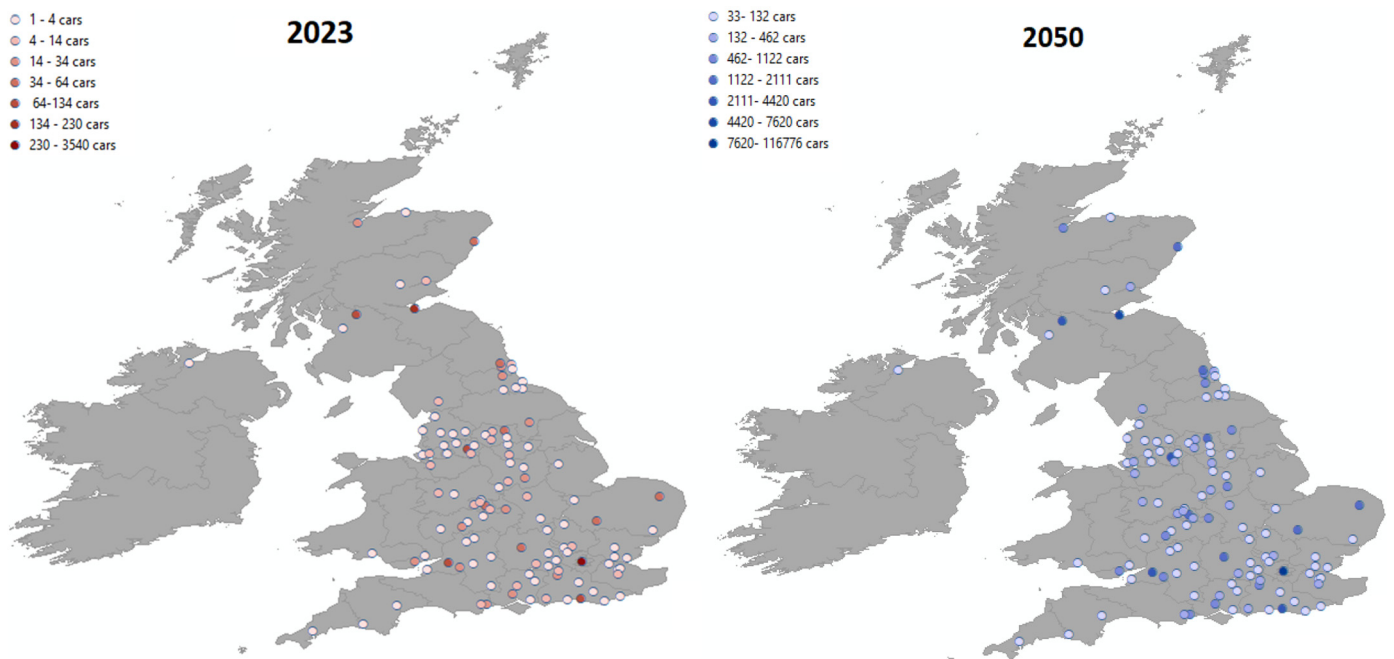 2023
1 - 4 cars
4 - 14 cars
14 - 34 cars
34 - 64 cars
64-134 cars
134 - 230 cars
230 - 3540 cars
2050
33- 132 cars
132 - 462 cars
462- 1122 cars
1122 - 2111 cars
2111- 4420 cars
4420 - 7620 cars
7620- 116776 cars